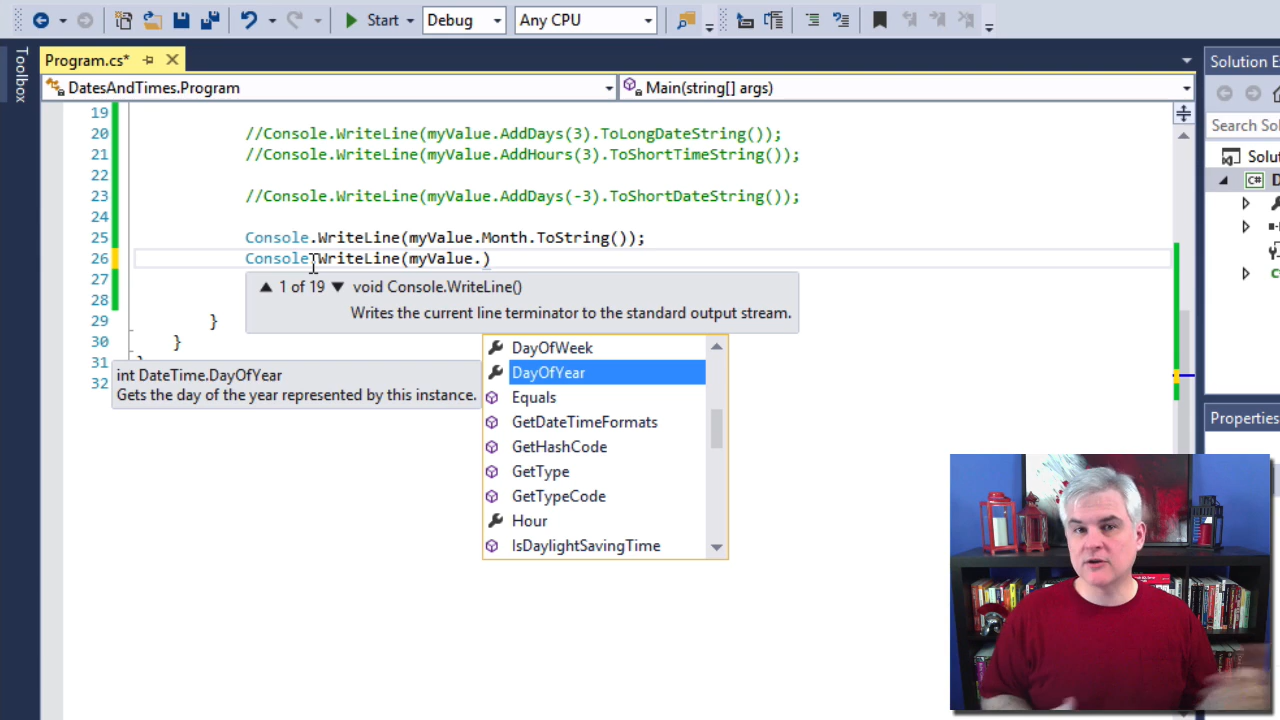 Start
Debug
Any CPU
Toolbox
Program.cs*
Solution E
DatesAndTimes.Program
Main(string[] args)
Search So
Solut
C#
19
20 //Console.WriteLine(myValue.AddDays(3).ToLongDateString());
21 //Console.WriteLine(myValue.AddHours(3).ToShortTimeString());
22
23 //Console.WriteLine(myValue.AddDays(-3).ToShortDateString());
24
25 Console.WriteLine(myValue.Month.ToString());
26 Console.WriteLine(myValue.)
27
28
29 }
30 }
31 }
32
1 of 19 void Console.WriteLine()
Writes the current line terminator to the standard output stream.
int DateTime.DayOfYear
Gets the day of the year represented by this instance.
DayOfWeek
DayOfYear
Equals
GetDateTimeFormats
GetHashCode
GetType
GetTypeCode
Hour
IsDaylightSavingTime
Properties